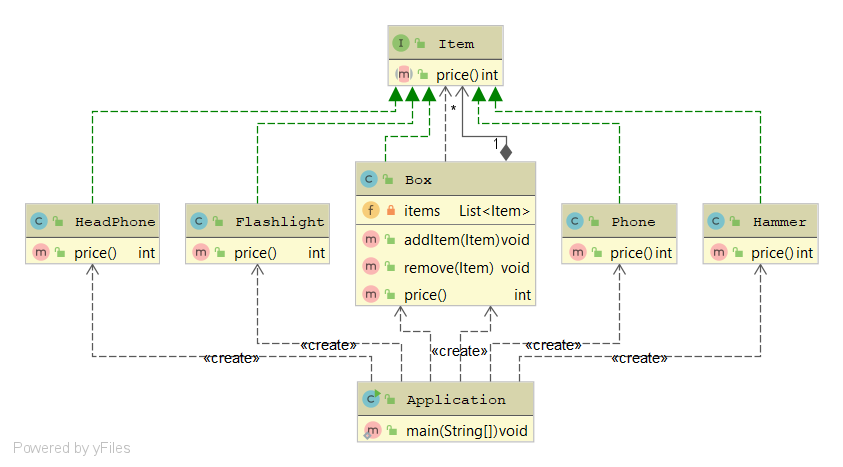 I Item
m price() int
* 
1
C Box
f items List<Item>
m addItem(Item) void
m remove(Item) void
m price() int
C HeadPhone
m price() int
C Flashlight
m price() int
C Phone
m price() int
C Hammer
m price() int
«create»
«create»
«create»
«create»
«create»
C Application
m main(String[]) void
Powered by yFiles